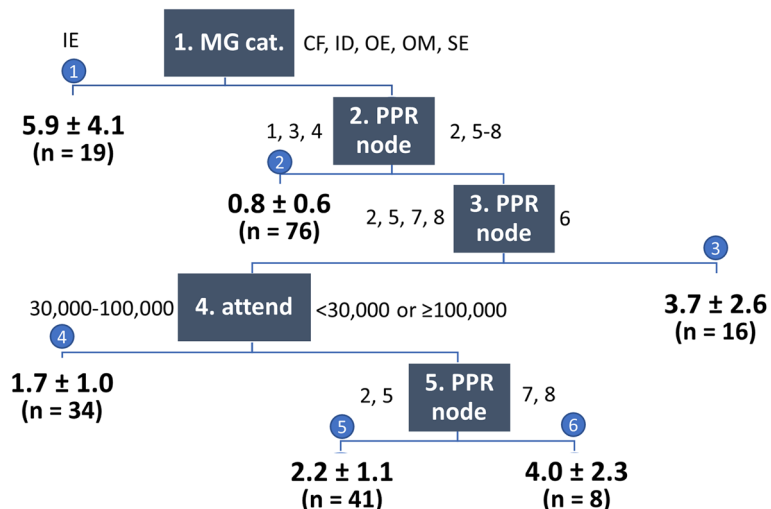 IE
1. MG cat.
CF, ID, OE, OM, SE
1
5.9 ± 4.1
(n = 19)
1, 3, 4
2. PPR
node
2, 5-8
2
0.8 ± 0.6
(n = 76)
2, 5, 7, 8
3. PPR
node
6
3
3.7 ± 2.6
(n = 16)
30,000-100,000
4. attend
<30,000 or ≥100,000
4
1.7 ± 1.0
(n = 34)
2, 5
5. PPR
node
7, 8
5
2.2 ± 1.1
(n = 41)
6
4.0 ± 2.3
(n = 8)